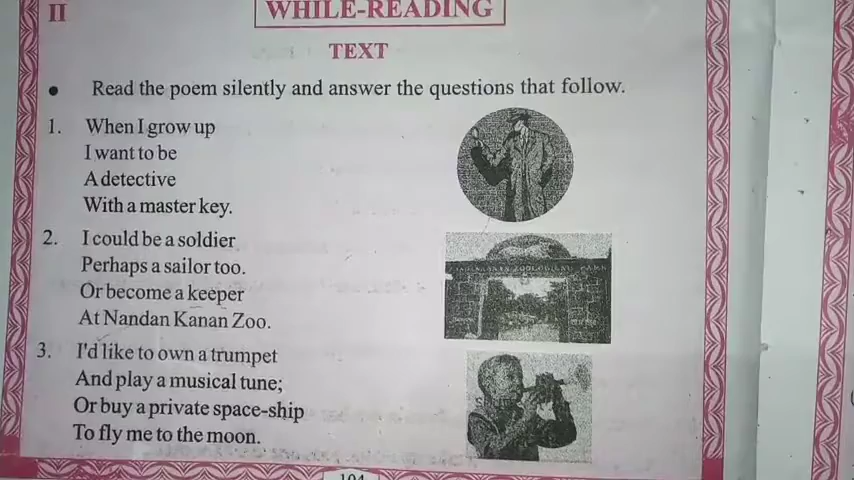 II
WHILE-READING
TEXT
• Read the poem silently and answer the questions that follow.
1. When I grow up
I want to be
A detective
With a master key.
2. I could be a soldier
Perhaps a sailor too.
Or become a keeper
At Nandan Kanan Zoo.
3. I'd like to own a trumpet
And play a musical tune;
Or buy a private space-ship
To fly me to the moon.
104